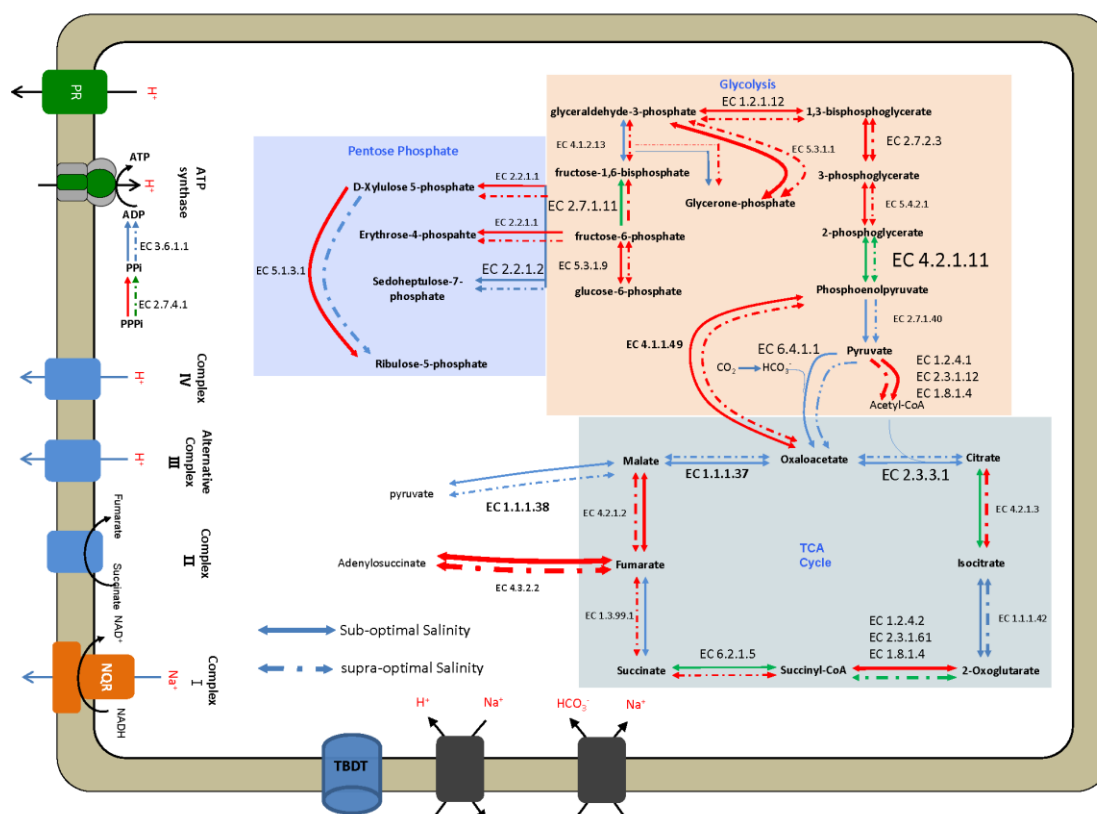 PR
H⁺
ATP
H⁺
ADP
ATP
synthase
EC 3.6.1.1
PPi
EC 2.7.4.1
PPPi
H⁺
Complex
IV
H⁺
Alternative
Complex
III
Fumarate
Succinate
Complex
II
NAD⁺
NQR
Na⁺
NADH
Complex
I
Pentose Phosphate
D-Xylulose 5-phosphate
EC 2.2.1.1
Erythrose-4-phospahte
EC 2.2.1.1
Sedoheptulose-7-
phosphate
EC 2.2.1.2
EC 5.1.3.1
Ribulose-5-phosphate
Glycolysis
glyceraldehyde-3-phosphate
EC 1.2.1.12
1,3-bisphosphoglycerate
EC 4.1.2.13
EC 5.3.1.1
EC 2.7.2.3
fructose-1,6-bisphosphate
3-phosphoglycerate
Glycerone-phosphate
EC 2.7.1.11
EC 5.4.2.1
fructose-6-phosphate
2-phosphoglycerate
EC 5.3.1.9
EC 4.2.1.11
glucose-6-phosphate
Phosphoenolpyruvate
EC 2.7.1.40
EC 4.1.1.49
EC 6.4.1.1
Pyruvate
CO₂
HCO₃⁻
EC 1.2.4.1
EC 2.3.1.12
EC 1.8.1.4
Acetyl-CoA
Malate
Oxaloacetate
Citrate
EC 1.1.1.37
EC 2.3.3.1
pyruvate
EC 1.1.1.38
EC 4.2.1.2
EC 4.2.1.3
TCA
Cycle
Adenylosuccinate
Fumarate
Isocitrate
EC 4.3.2.2
EC 1.3.99.1
EC 1.1.1.42
EC 1.2.4.2
EC 2.3.1.61
EC 1.8.1.4
EC 6.2.1.5
Succinate
Succinyl-CoA
2-Oxoglutarate
Sub-optimal Salinity
supra-optimal Salinity
H⁺
Na⁺
HCO₃⁻
Na⁺
TBDT